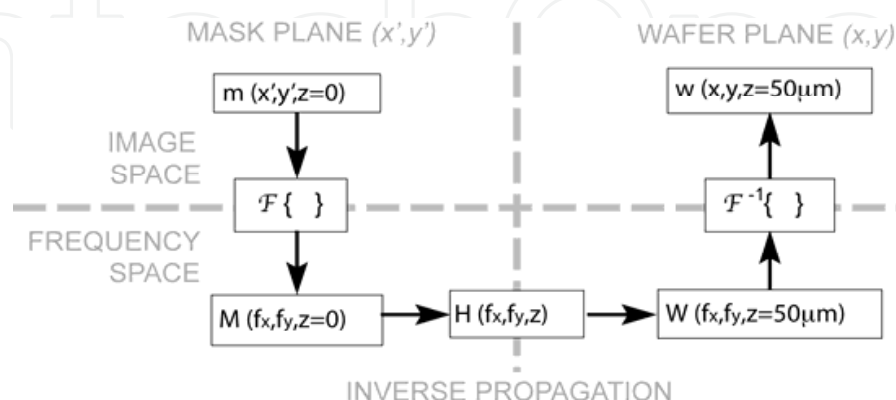 MASK PLANE (x',y')
WAFER PLANE (x,y)
m (x',y',z=0)
w (x,y,z=50μm)
IMAGE
SPACE
ℱ { }
ℱ -1{ }
FREQUENCY
SPACE
M (fx,fy,z=0)
H (fx,fy,z)
W (fx,fy,z=50μm)
INVERSE PROPAGATION